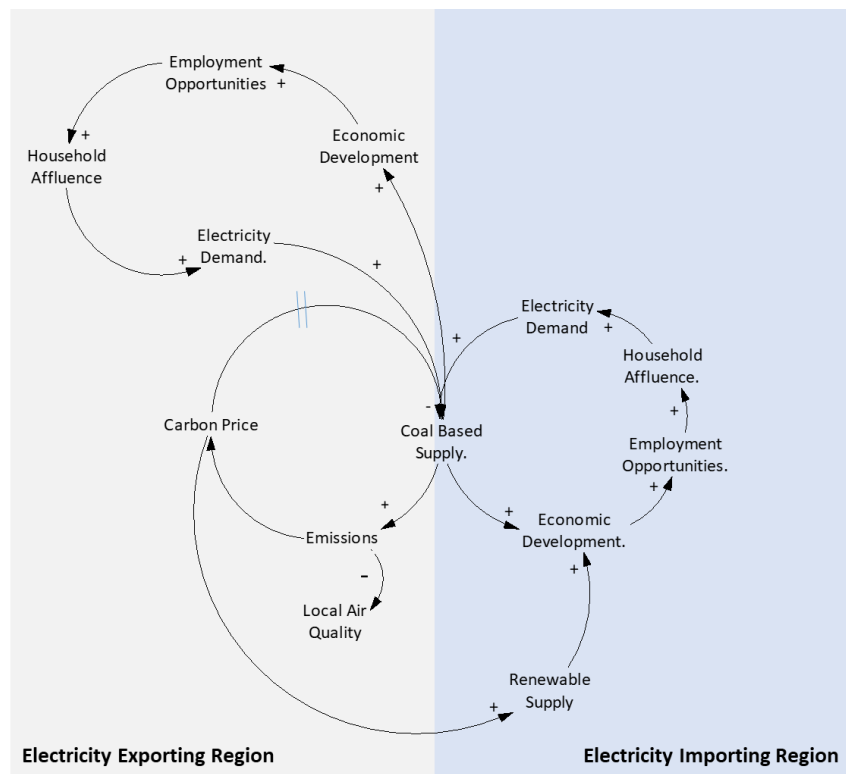 Employment
Opportunities +
+
Household
Affluence
Economic
Development
+
Electricity
Demand.
+
+
Electricity
Demand
+
+
Household
Affluence.
+
Employment
Opportunities.
+
Carbon Price
-
Coal Based
Supply.
+
Emissions
-
Local Air
Quality
+
Economic
Development.
+
Renewable
Supply
+
Electricity Exporting Region
Electricity Importing Region